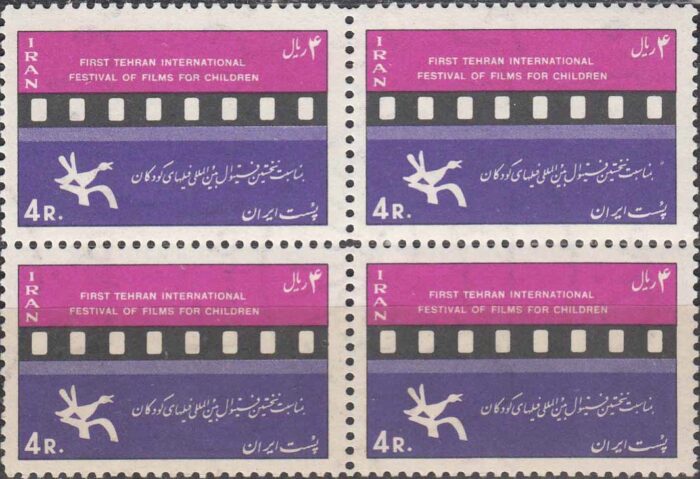 IRAN
۴ ریال
FIRST TEHRAN INTERNATIONAL
FESTIVAL OF FILMS FOR CHILDREN
بمناسبت نخستین فستیوال بین المللی فیلمهای کودکان
4R.
پست ایران
IRAN
۴ ریال
FIRST TEHRAN INTERNATIONAL
FESTIVAL OF FILMS FOR CHILDREN
بمناسبت نخستین فستیوال بین المللی فیلمهای کودکان
4R.
پست ایران
IRAN
۴ ریال
FIRST TEHRAN INTERNATIONAL
FESTIVAL OF FILMS FOR CHILDREN
بمناسبت نخستین فستیوال بین المللی فیلمهای کودکان
4R.
پست ایران
IRAN
۴ ریال
FIRST TEHRAN INTERNATIONAL
FESTIVAL OF FILMS FOR CHILDREN
بمناسبت نخستین فستیوال بین المللی فیلمهای کودکان
4R.
پست ایران